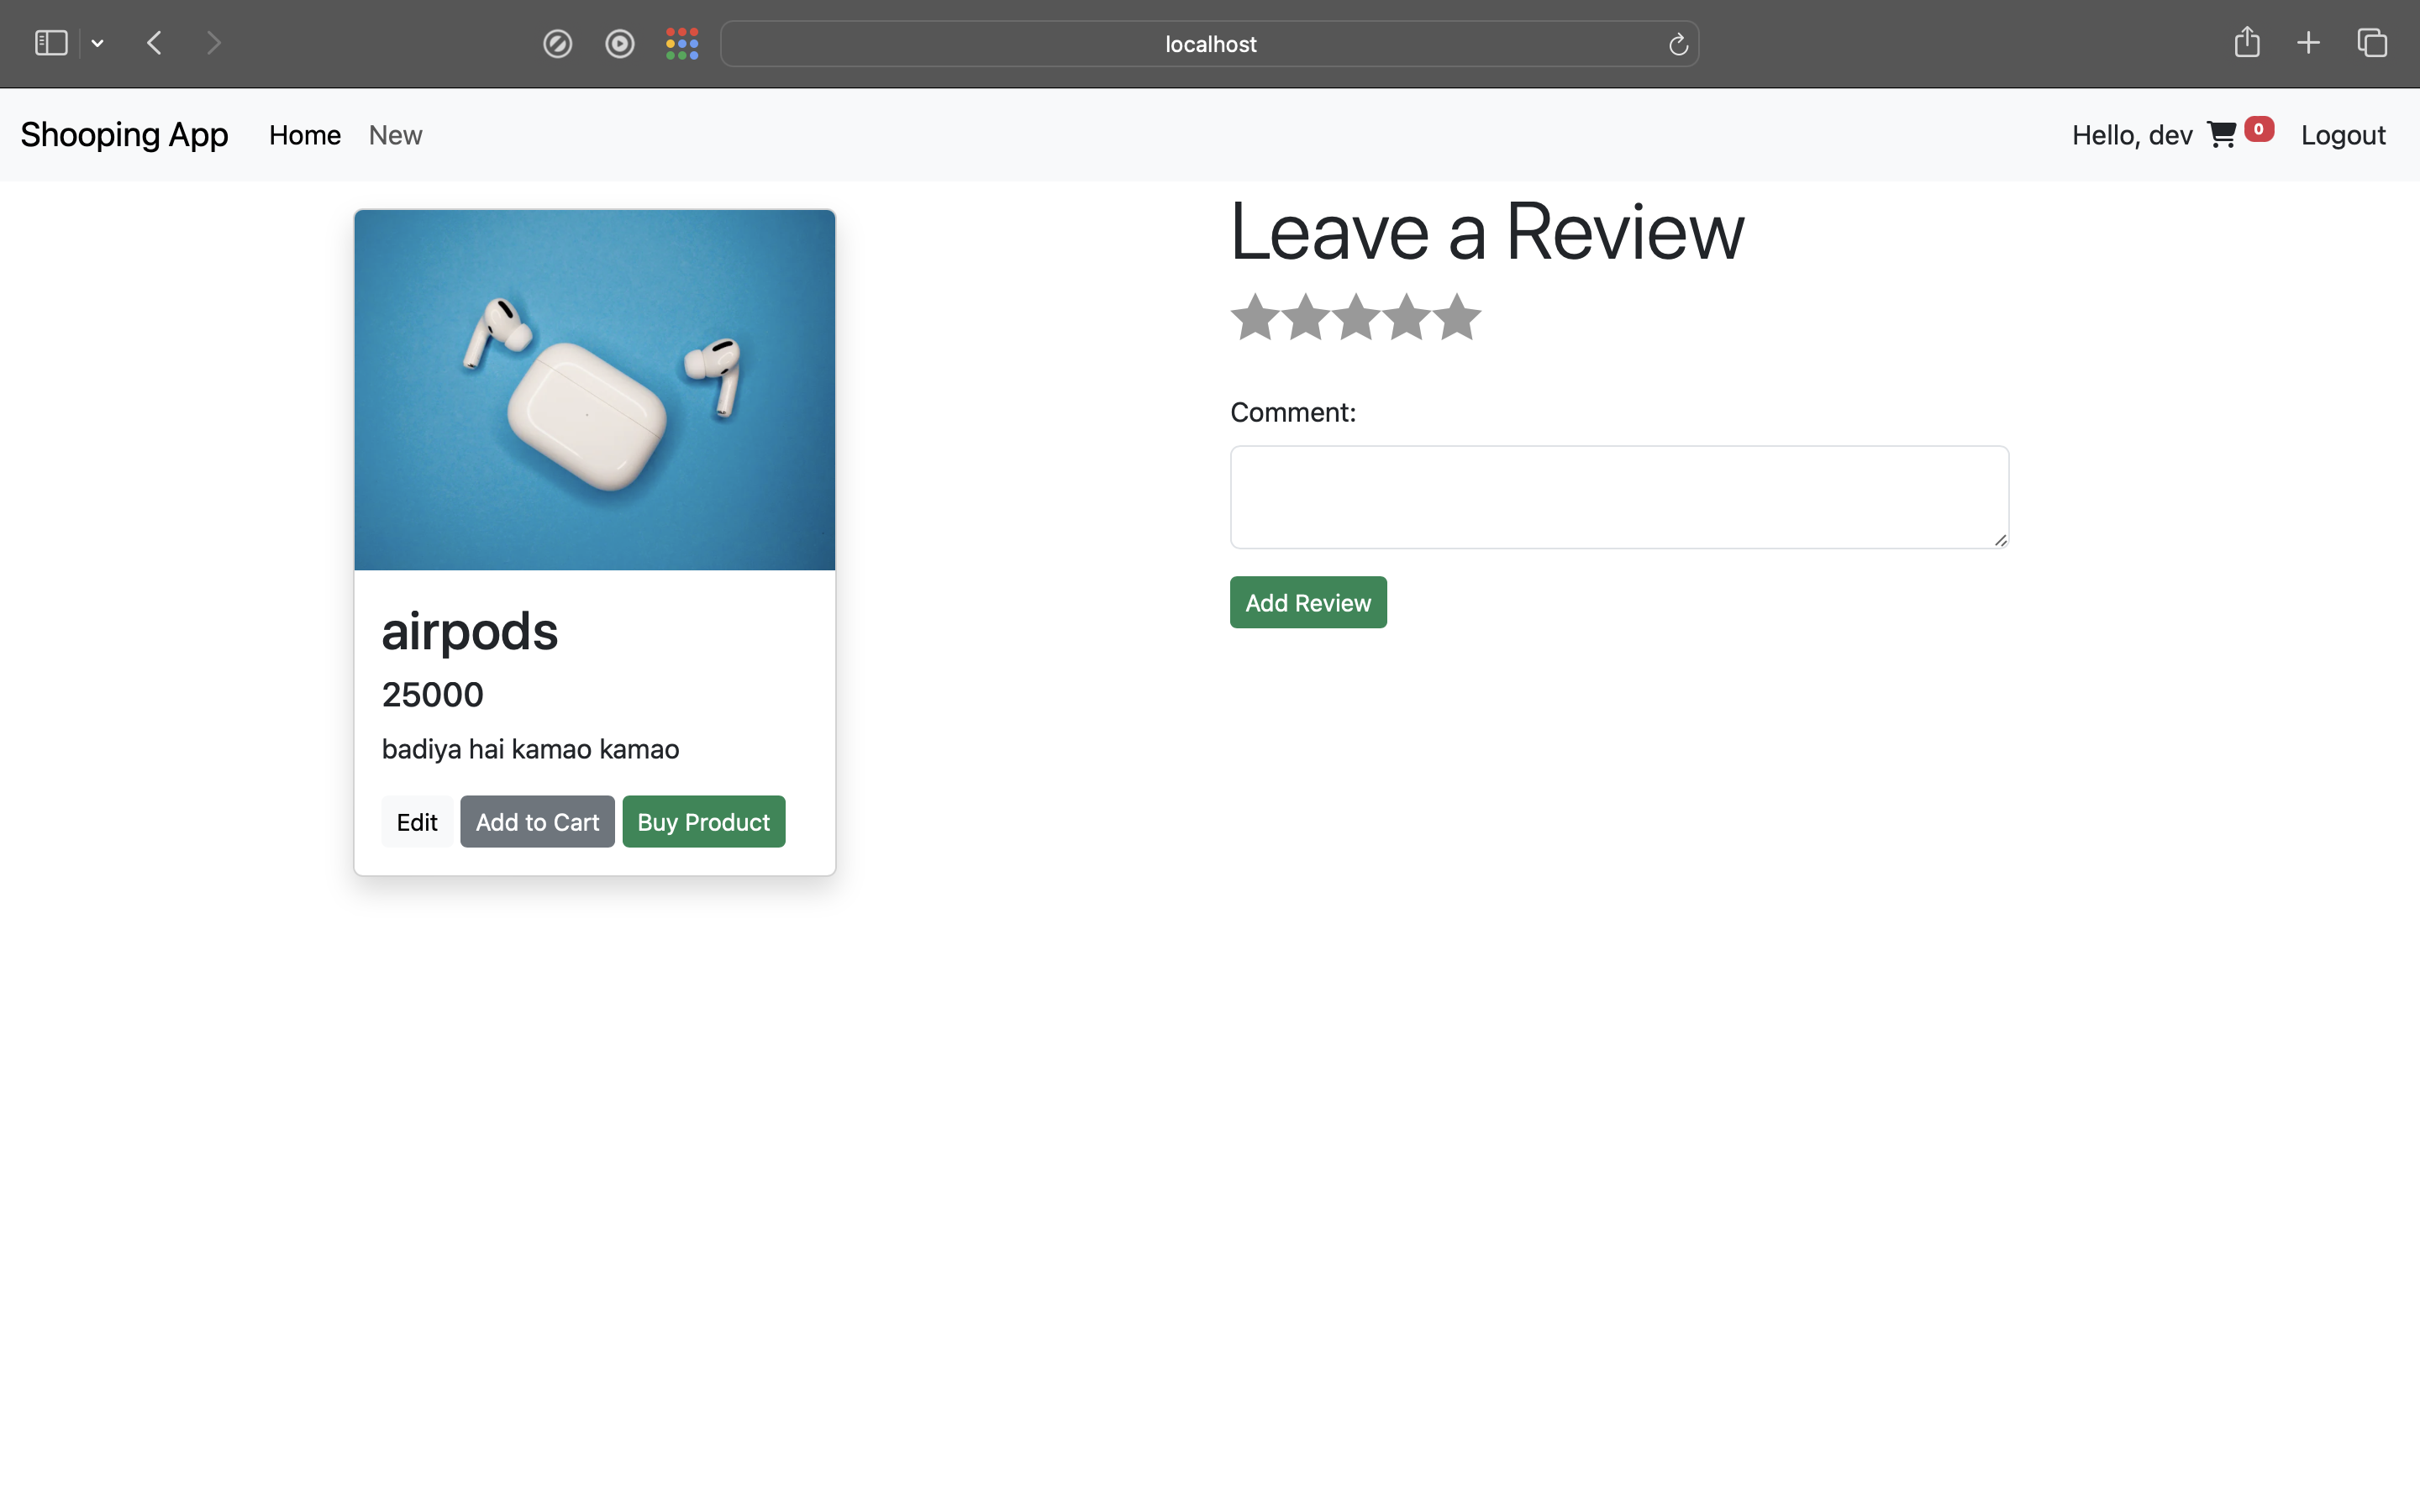 localhost
Shooping App Home New Hello, dev 0 Logout
Leave a Review
Comment:
Add Review
airpods
25000
badiya hai kamao kamao
Edit Add to Cart Buy Product